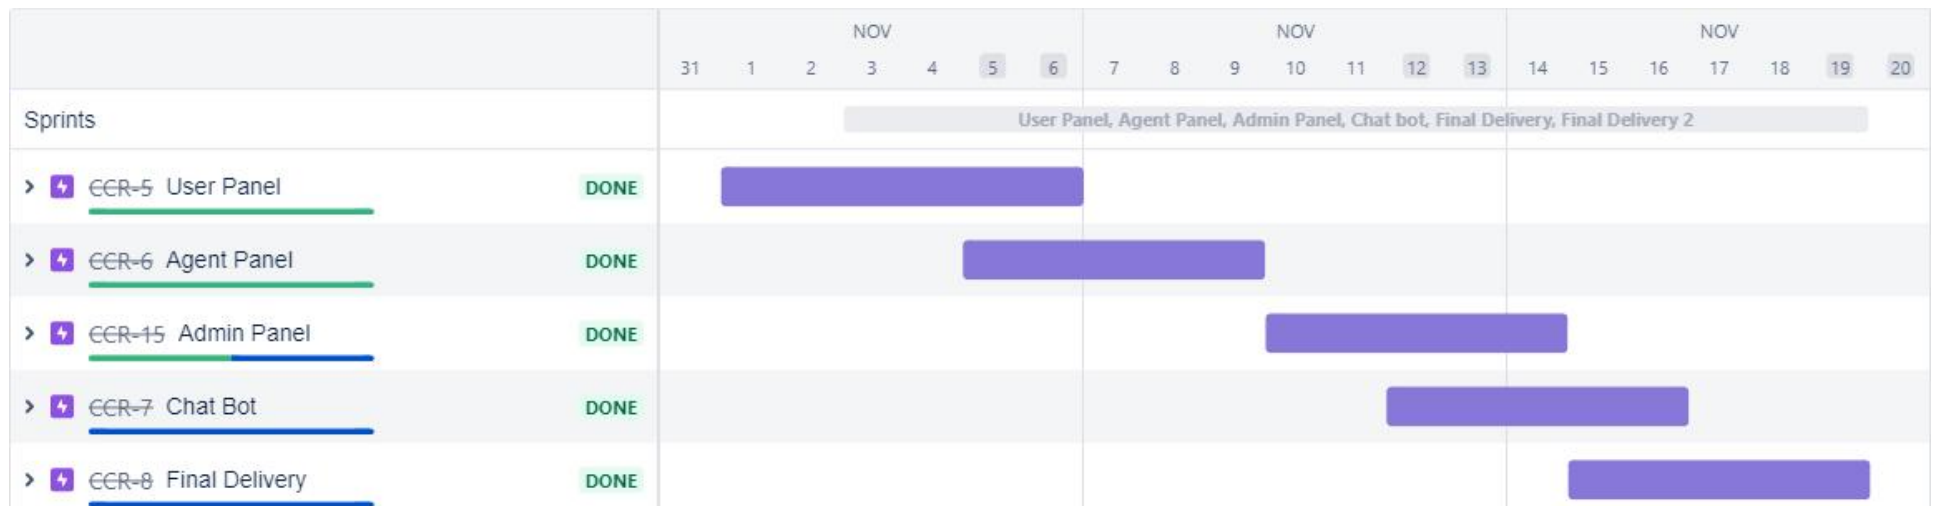 NOV NOV NOV
31 1 2 3 4 5 6 7 8 9 10 11 12 13 14 15 16 17 18 19 20
Sprints User Panel, Agent Panel, Admin Panel, Chat bot, Final Delivery, Final Delivery 2
CCR-5 User Panel DONE
CCR-6 Agent Panel DONE
CCR-15 Admin Panel DONE
CCR-7 Chat Bot DONE
CCR-8 Final Delivery DONE